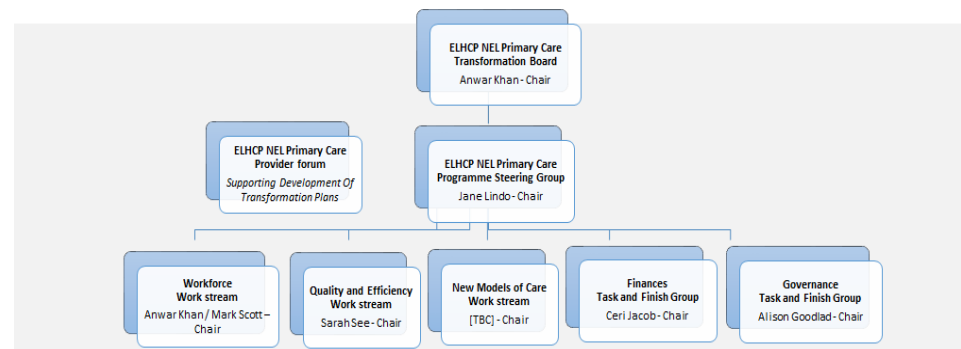 ELHCP NEL Primary Care
Transformation Board
Anwar Khan - Chair
ELHCP NEL Primary Care
Provider forum
Supporting Development Of
Transformation Plans
ELHCP NEL Primary Care
Programme Steering Group
Jane Lindo - Chair
Workforce
Work stream
Anwar Khan / Mark Scott –
Chair
Quality and Efficiency
Work stream
Sarah See - Chair
New Models of Care
Work stream
[TBC] - Chair
Finances
Task and Finish Group
Ceri Jacob - Chair
Governance
Task and Finish Group
Alison Goodlad - Chair